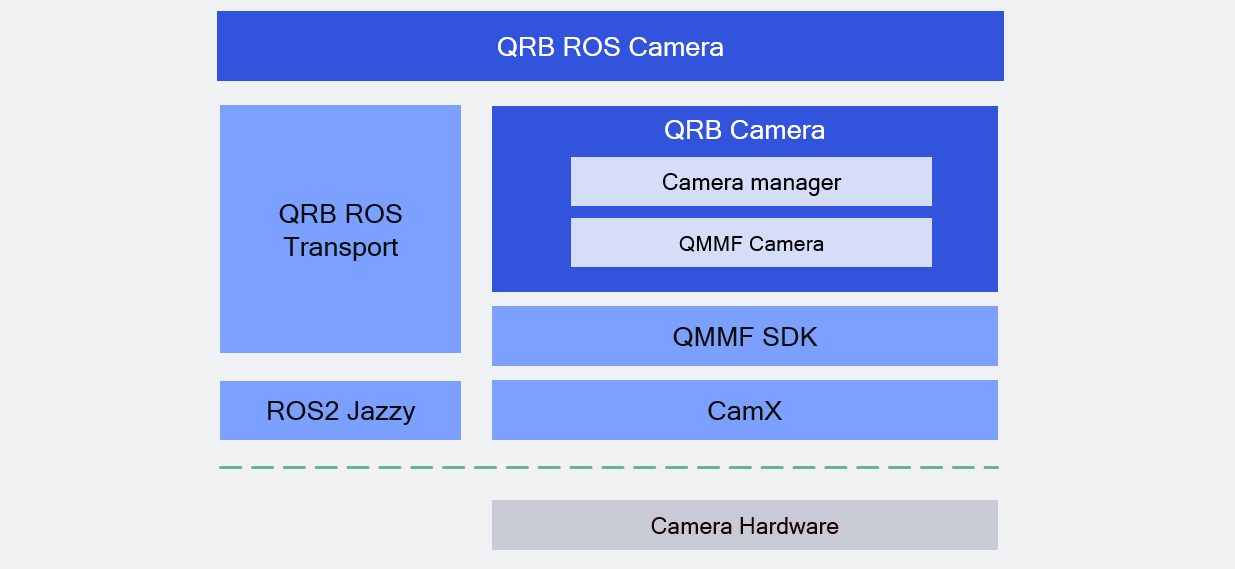 QRB ROS Camera
QRB ROS
Transport
QRB Camera
Camera manager
QMMF Camera
QMMF SDK
ROS2 Jazzy
CamX
Camera Hardware